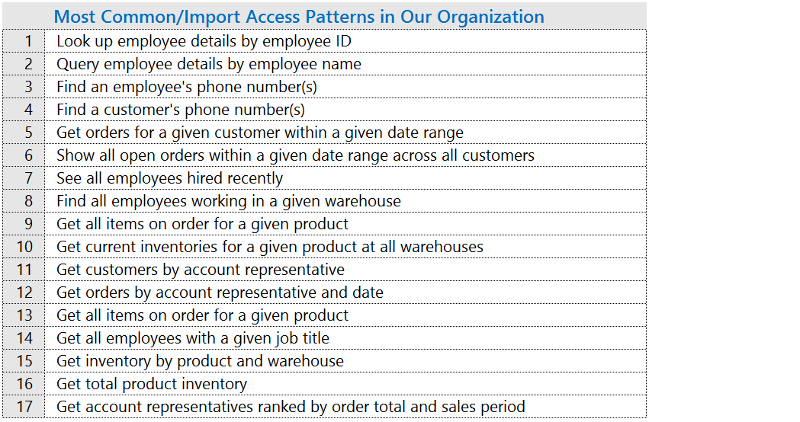 Most Common/Import Access Patterns in Our Organization
1 Look up employee details by employee ID
2 Query employee details by employee name
3 Find an employee's phone number(s)
4 Find a customer's phone number(s)
5 Get orders for a given customer within a given date range
6 Show all open orders within a given date range across all customers
7 See all employees hired recently
8 Find all employees working in a given warehouse
9 Get all items on order for a given product
10 Get current inventories for a given product at all warehouses
11 Get customers by account representative
12 Get orders by account representative and date
13 Get all items on order for a given product
14 Get all employees with a given job title
15 Get inventory by product and warehouse
16 Get total product inventory
17 Get account representatives ranked by order total and sales period